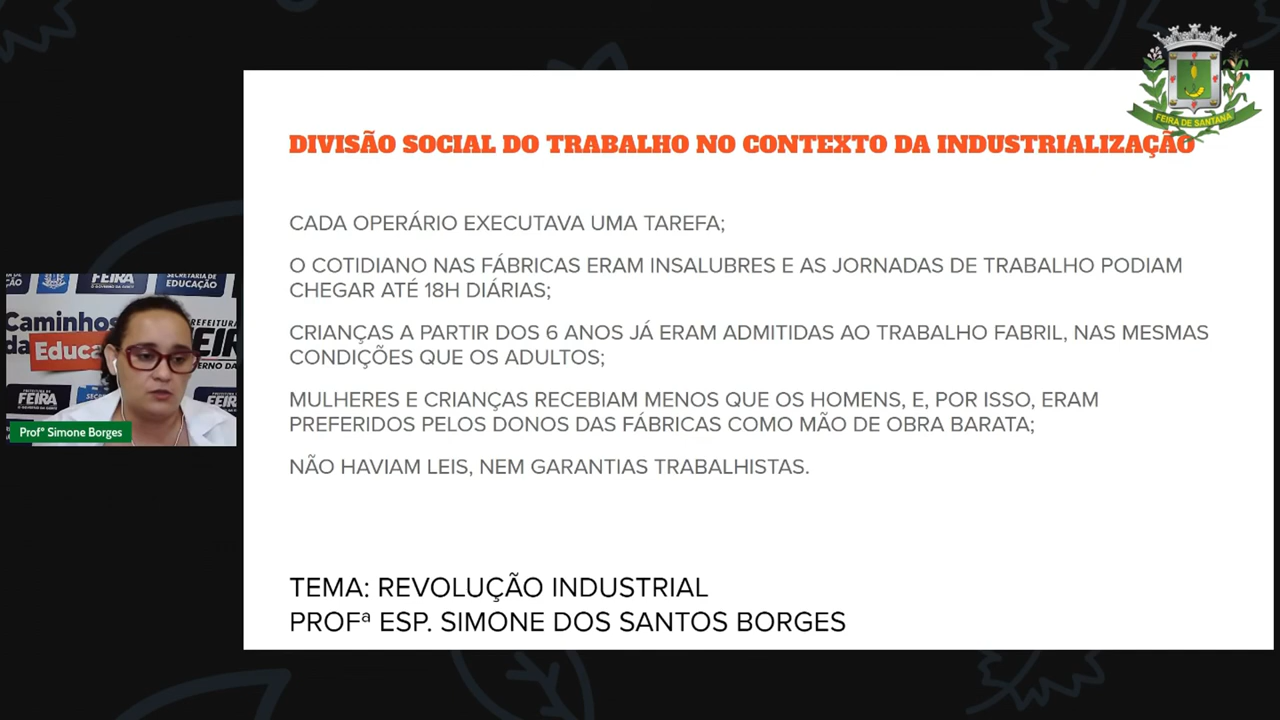 FEIRA DE SANTANA
DIVISÃO SOCIAL DO TRABALHO NO CONTEXTO DA INDUSTRIALIZAÇÃO
CADA OPERÁRIO EXECUTAVA UMA TAREFA;
O COTIDIANO NAS FÁBRICAS ERAM INSALUBRES E AS JORNADAS DE TRABALHO PODIAM
CHEGAR ATÉ 18H DIÁRIAS;
CRIANÇAS A PARTIR DOS 6 ANOS JÁ ERAM ADMITIDAS AO TRABALHO FABRIL, NAS MESMAS
CONDIÇÕES QUE OS ADULTOS;
MULHERES E CRIANÇAS RECEBIAM MENOS QUE OS HOMENS, E, POR ISSO, ERAM
PREFERIDOS PELOS DONOS DAS FÁBRICAS COMO MÃO DE OBRA BARATA;
NÃO HAVIAM LEIS, NEM GARANTIAS TRABALHISTAS.
TEMA: REVOLUÇÃO INDUSTRIAL
PROFª ESP. SIMONE DOS SANTOS BORGES
FEIRA
SECRETARIA DE
EDUCAÇÃO
Caminhos
da Educa
FEIRA
Profª Simone Borges